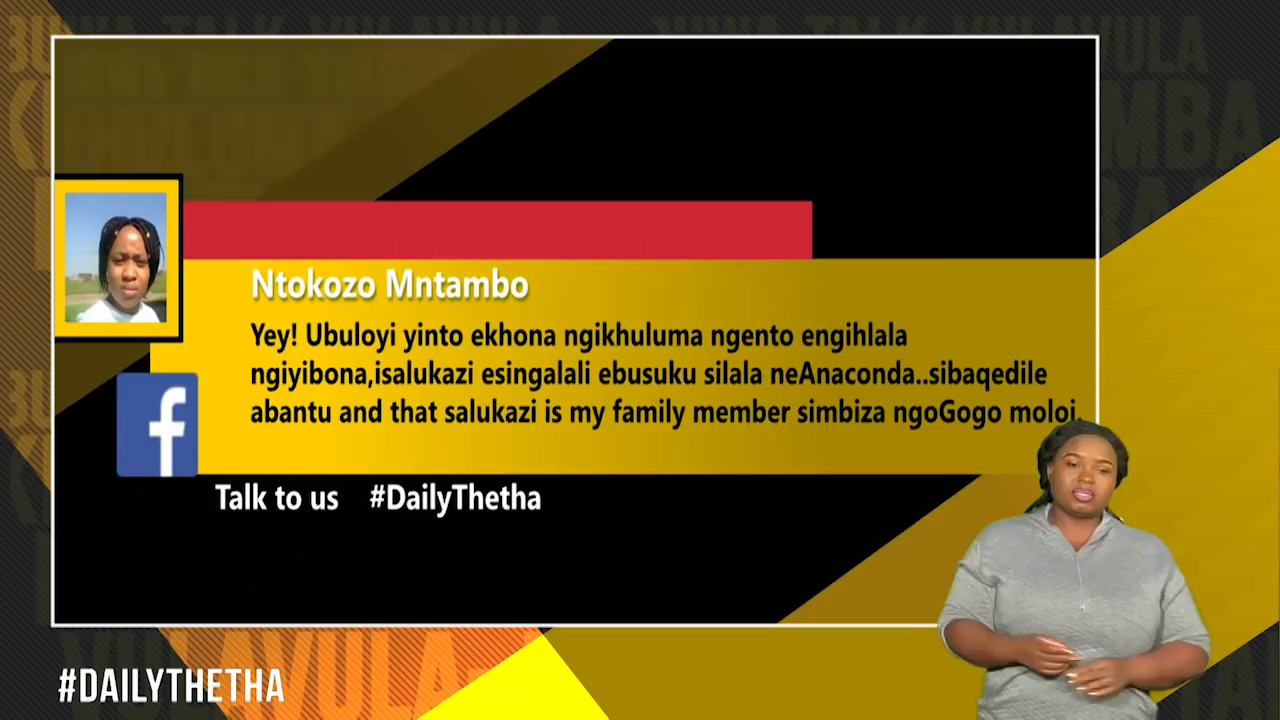 Ntokozo Mntambo
Yey! Ubuloyi yinto ekhona ngikhuluma ngento engihlala
ngiyibona,isalukazi esingalali ebusuku silala neAnaconda..sibaqedile
abantu and that salukazi is my family member simbiza ngoGogo moloi.
Talk to us #DailyThetha
#DAILYTHETHA